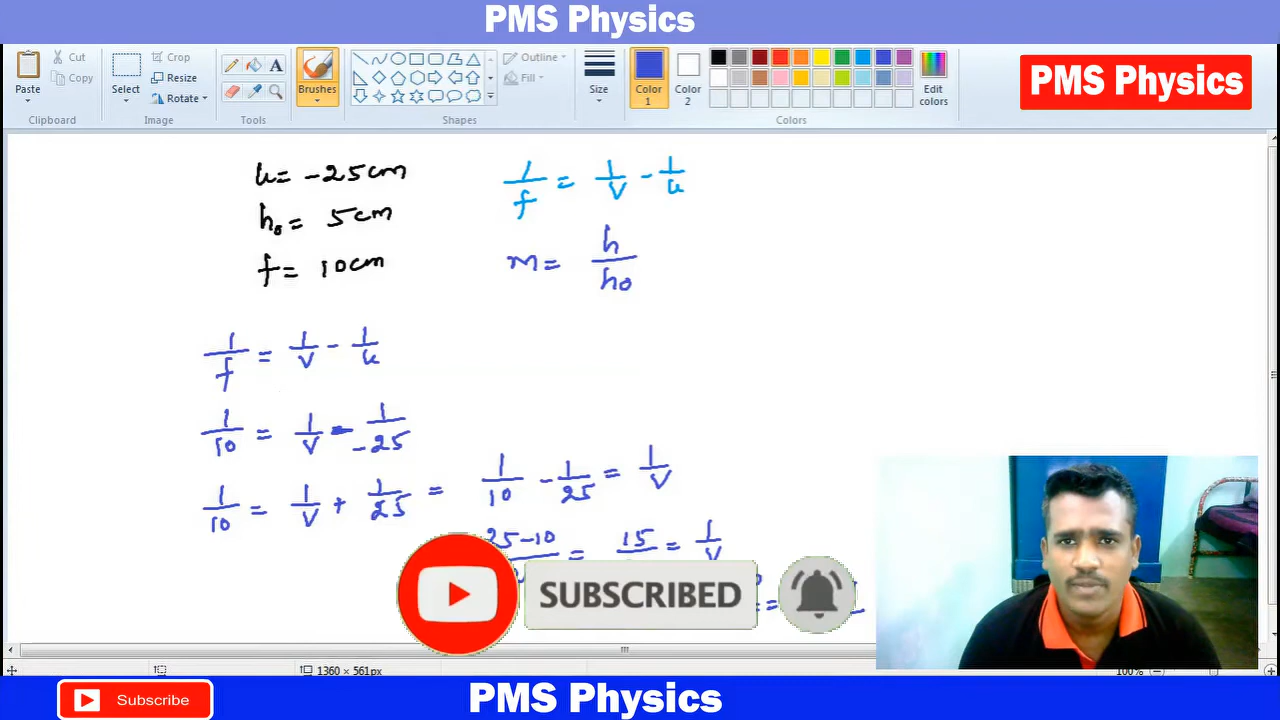 PMS Physics
Paste
Cut
Copy
Clipboard
Select
Crop
Resize
Rotate
Image
A
Tools
Brushes
Shapes
Outline
Fill
Size
Color 1
Color 2
Colors
Edit colors
PMS Physics
u = -25cm
h₀ = 5cm
f = 10cm
1/f = 1/v - 1/u
m = h/h₀
1/f = 1/v - 1/u
1/10 = 1/v - 1/-25
1/10 = 1/v + 1/25 = 1/10 - 1/25 = 1/v
25-10 = 15 = 1/v
SUBSCRIBED
1360 × 561px
100%
Subscribe
PMS Physics